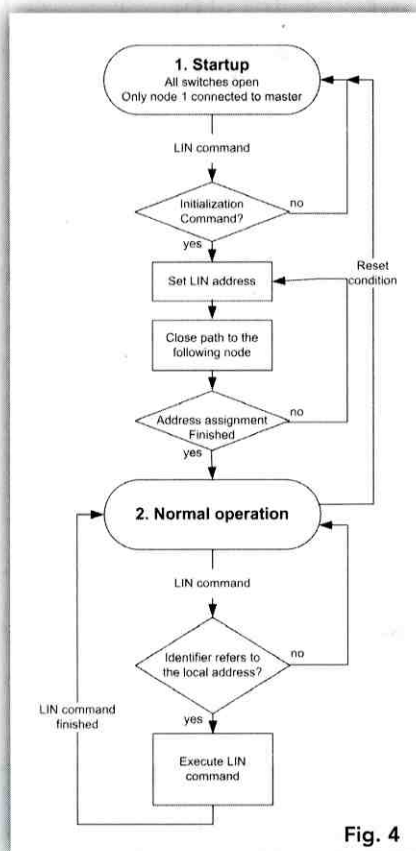 1. Startup
All switches open
Only node 1 connected to master
LIN command
Initialization
Command?
no
yes
Reset
condition
Set LIN address
Close path to the
following node
Address assignment
Finished
no
yes
2. Normal operation
LIN command
Identifier refers to
the local address?
no
yes
LIN command
finished
Execute LIN
command
Fig. 4